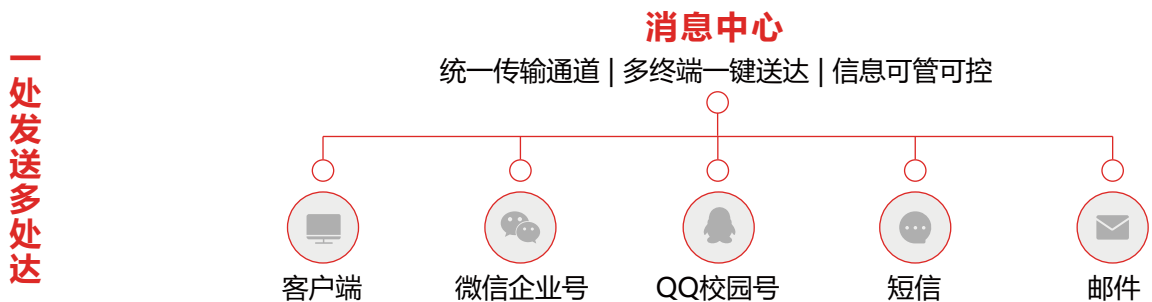 一处发送多处达
消息中心
统一传输通道 | 多终端一键送达 | 信息可管可控
客户端
微信企业号
QQ校园号
短信
邮件